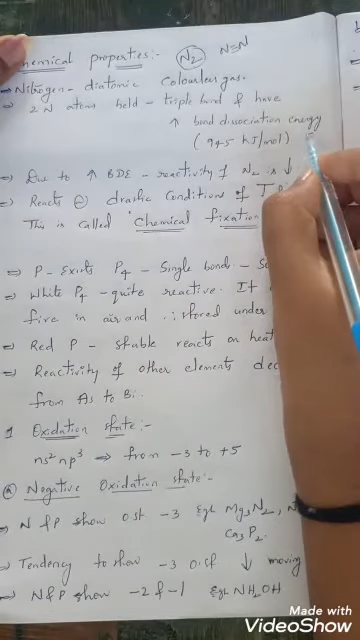 Chemical properties:- N₂ N≡N
→ Nitrogen - diatomic Colourless gas.
→ 2 N atoms held - triple bond & have
↑ bond dissociation energy
(945 kJ/mol)
⇒ Due to ↑ BDE - reactivity of N₂ is ↓
⇒ Reacts @ drastic Conditions of T
This is called 'Chemical fixation
⇒ P - Exists P₄ - Single bond -
⇒ White P₄ - quite reactive. It
fire in air and ∴ stored under
⇒ Red P - stable reacts on heat
⇒ Reactivity of other elements dec
from As to Bi.
1 Oxidation state:-
ns² np³ ⇒ from -3 to +5
@ Negative Oxidation state:-
⇒ N & P show O.st -3 Eg:- Mg₃N₂,
Ca₃P₂.
⇒ Tendency to show -3 O.st ↓ moving
⇒ N & P show -2 & -1 Eg:- NH₂OH
Made with
VideoShow